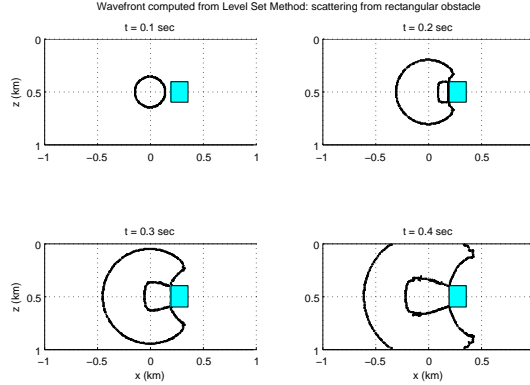 Wavefront computed from Level Set Method: scattering from rectangular obstacle
t = 0.1 sec
t = 0.2 sec
z (km)
0
0.5
1
−1 −0.5 0 0.5 1
0
0.5
1
−1 −0.5 0 0.5
t = 0.3 sec
t = 0.4 sec
z (km)
0
0.5
1
−1 −0.5 0 0.5 1
x (km)
0
0.5
1
−1 −0.5 0 0.5
x (km)